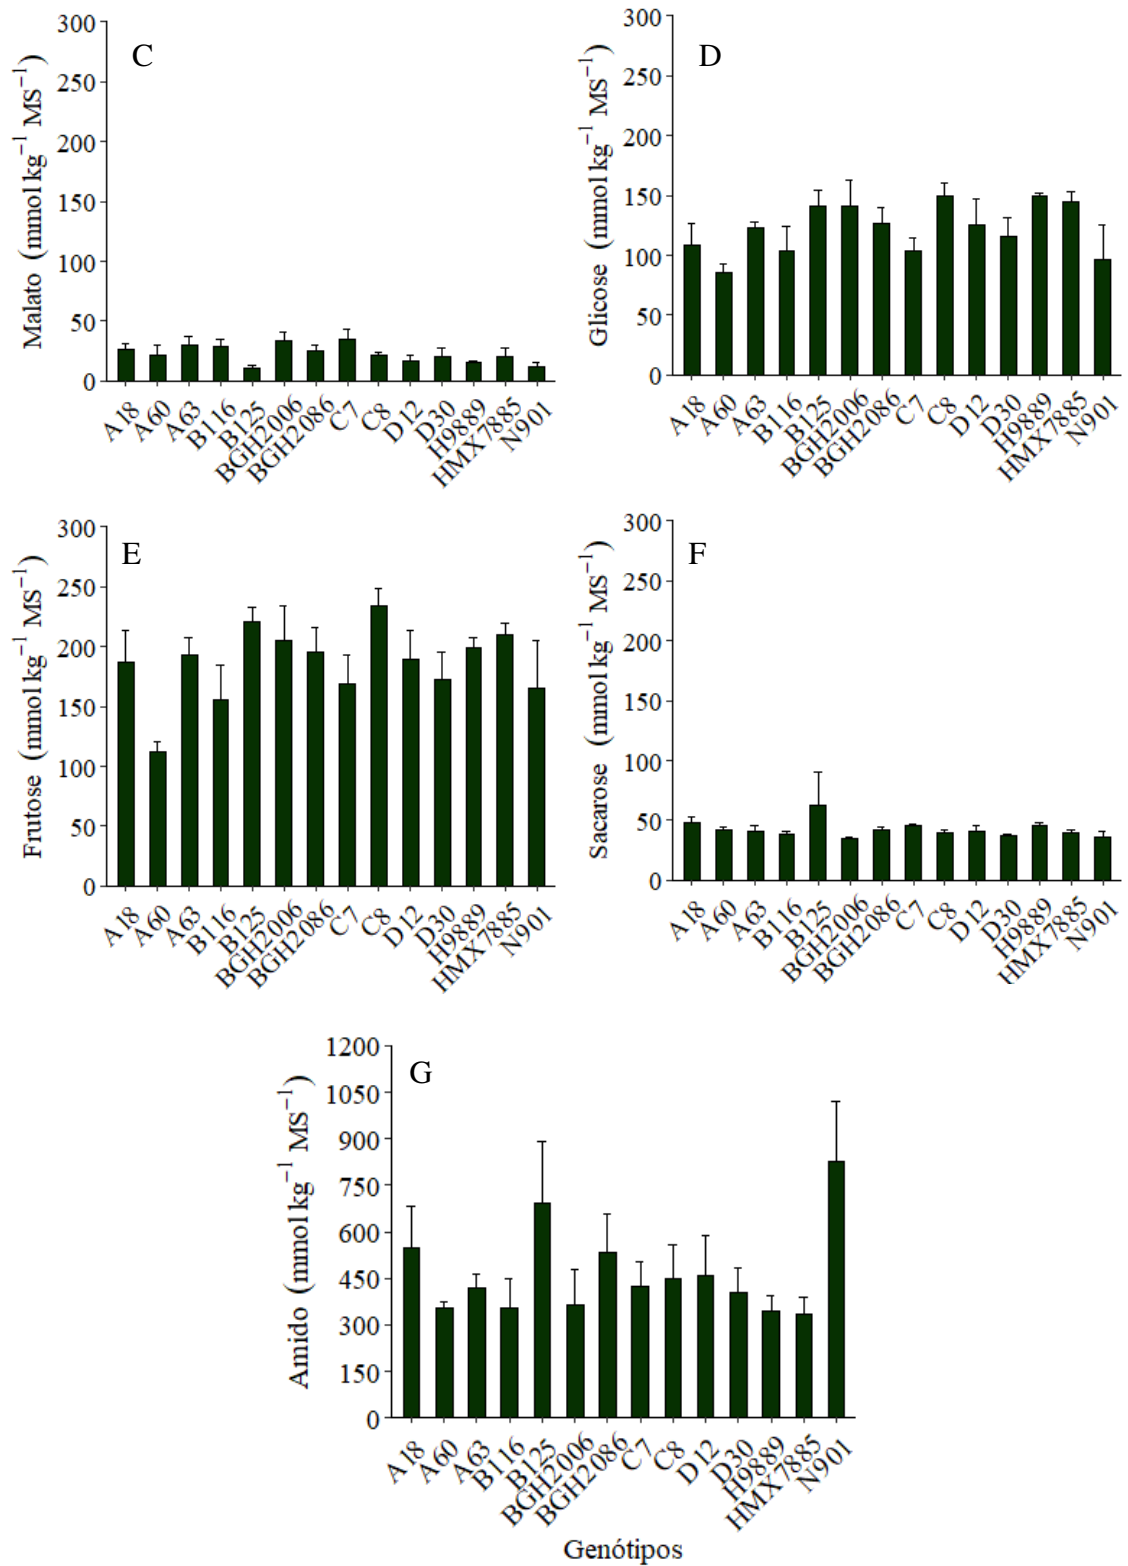 C
Malato (mmol kg⁻¹ MS⁻¹)
300
250
200
150
100
50
0
A18 A60 A63 B116 B125 BGH2006 BGH2086 C7 C8 D12 D30 H9889 HMX7885 N901
D
Glicose (mmol kg⁻¹ MS⁻¹)
300
250
200
150
100
50
0
A18 A60 A63 B116 B125 BGH2006 BGH2086 C7 C8 D12 D30 H9889 HMX7885 N901
E
Frutose (mmol kg⁻¹ MS⁻¹)
300
250
200
150
100
50
0
A18 A60 A63 B116 B125 BGH2006 BGH2086 C7 C8 D12 D30 H9889 HMX7885 N901
F
Sacarose (mmol kg⁻¹ MS⁻¹)
300
250
200
150
100
50
0
A18 A60 A63 B116 B125 BGH2006 BGH2086 C7 C8 D12 D30 H9889 HMX7885 N901
G
Amido (mmol kg⁻¹ MS⁻¹)
1200
1050
900
750
600
450
300
150
0
A18 A60 A63 B116 B125 BGH2006 BGH2086 C7 C8 D12 D30 H9889 HMX7885 N901
Genótipos